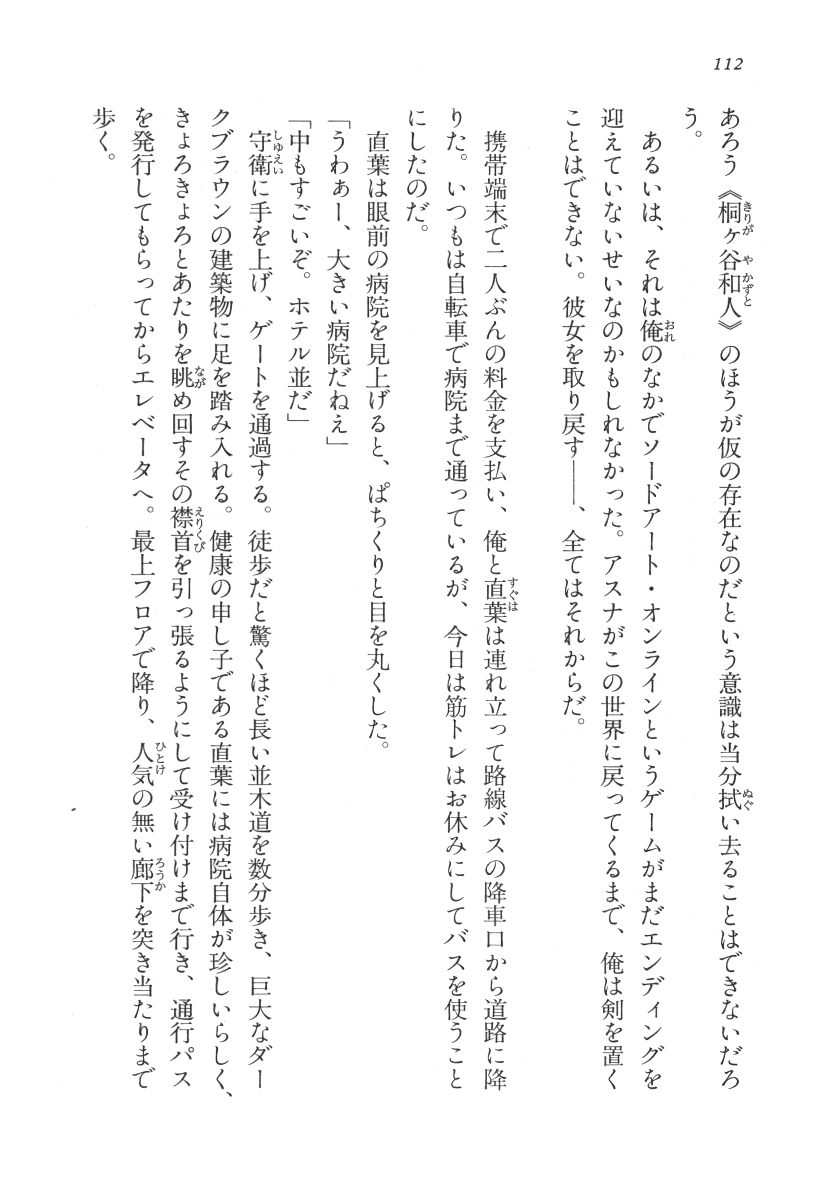 112
あろう《桐ヶ谷和人》のほうが仮の存在なのだという意識は当分拭い去ることはできないだろ
う。
あるいは、それは俺のなかでソードアート・オンラインというゲームがまだエンディングを
迎えていないせいなのかもしれなかった。アスナがこの世界に戻ってくるまで、俺は剣を置く
ことはできない。彼女を取り戻す――、全てはそれからだ。
携帯端末で二人ぶんの料金を支払い、俺と直葉は連れ立って路線バスの降車口から道路に降
りた。いつもは自転車で病院まで通っているが、今日は筋トレはお休みにしてバスを使うこと
にしたのだ。
直葉は眼前の病院を見上げると、ぱちくりと目を丸くした。
「うわぁー、大きい病院だねえ」
「中もすごいぞ。ホテル並だ」
守衛に手を上げ、ゲートを通過する。徒歩だと驚くほど長い並木道を数分歩き、巨大なダー
クブラウンの建築物に足を踏み入れる。健康の申し子である直葉には病院自体が珍しいらしく、
きょろきょろとあたりを眺め回すその襟首を引っ張るようにして受け付けまで行き、通行パス
を発行してもらってからエレベータへ。最上フロアで降り、人気の無い廊下を突き当たりまで
歩く。